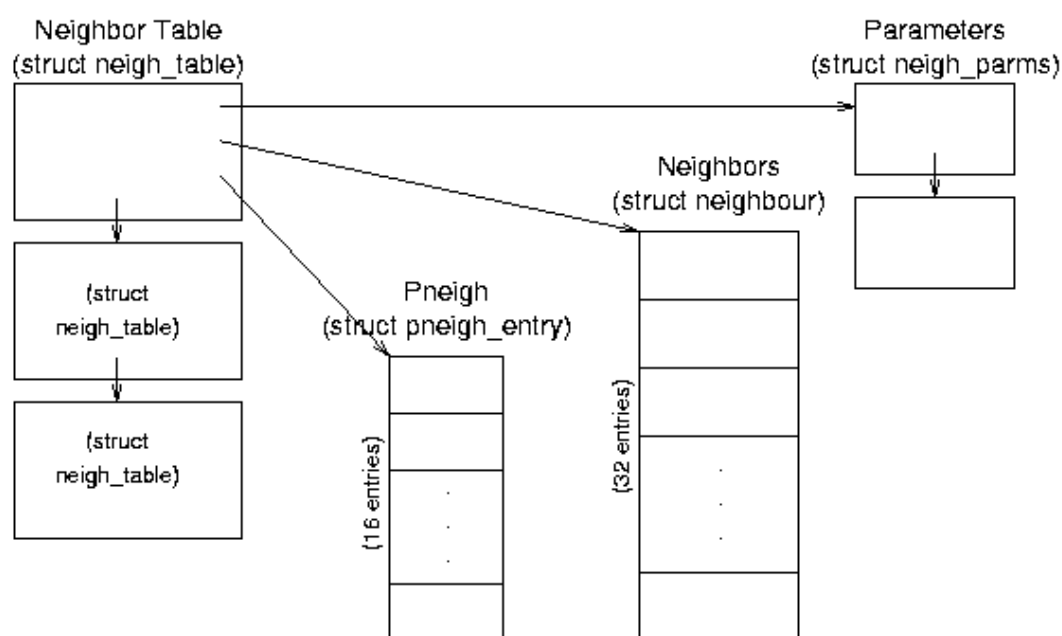 Neighbor Table
(struct neigh_table)
Parameters
(struct neigh_parms)
Neighbors
(struct neighbour)
(struct
neigh_table)
Pneigh
(struct pneigh_entry)
(struct
neigh_table)
(16 entries)
(32 entries)